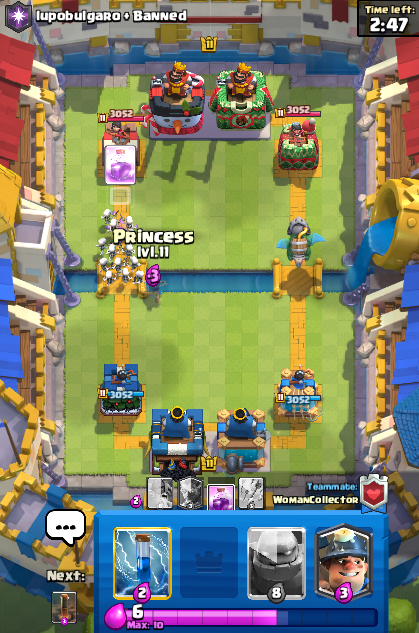 lupobulgaro + Banned
Time left:
2:47
11
3052
11
3052
Princess
lvl.11
3
11
3052
11
3052
11
Teammate:
WomanCollector
2
...
2
8
3
Next:
6
Max: 10